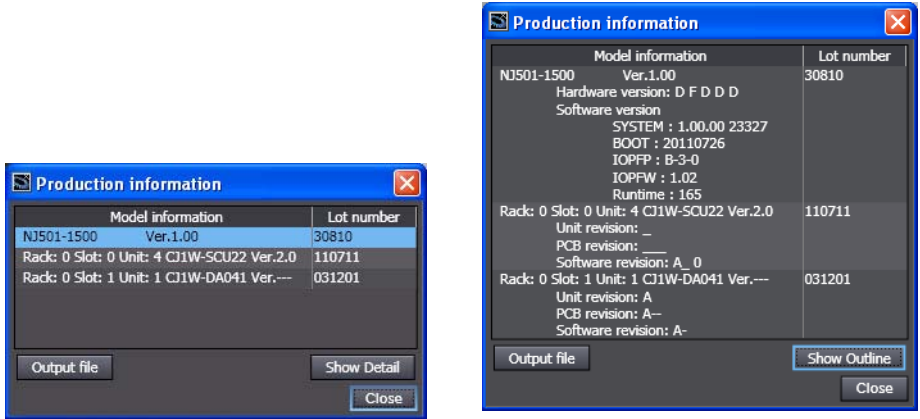 Production information
Model information Lot number
NJ501-1500 Ver.1.00 30810
Rack: 0 Slot: 0 Unit: 4 CJ1W-SCU22 Ver.2.0 110711
Rack: 0 Slot: 1 Unit: 1 CJ1W-DA041 Ver.--- 031201
Output file Show Detail
Close
Production information
Model information Lot number
NJ501-1500 Ver.1.00 30810
Hardware version: D F D D D
Software version
SYSTEM : 1.00.00 23327
BOOT : 20110726
IOPFP : B-3-0
IOPFW : 1.02
Runtime : 165
Rack: 0 Slot: 0 Unit: 4 CJ1W-SCU22 Ver.2.0 110711
Unit revision: _
PCB revision: ___
Software revision: A_ 0
Rack: 0 Slot: 1 Unit: 1 CJ1W-DA041 Ver.--- 031201
Unit revision: A
PCB revision: A--
Software revision: A-
Output file Show Outline
Close